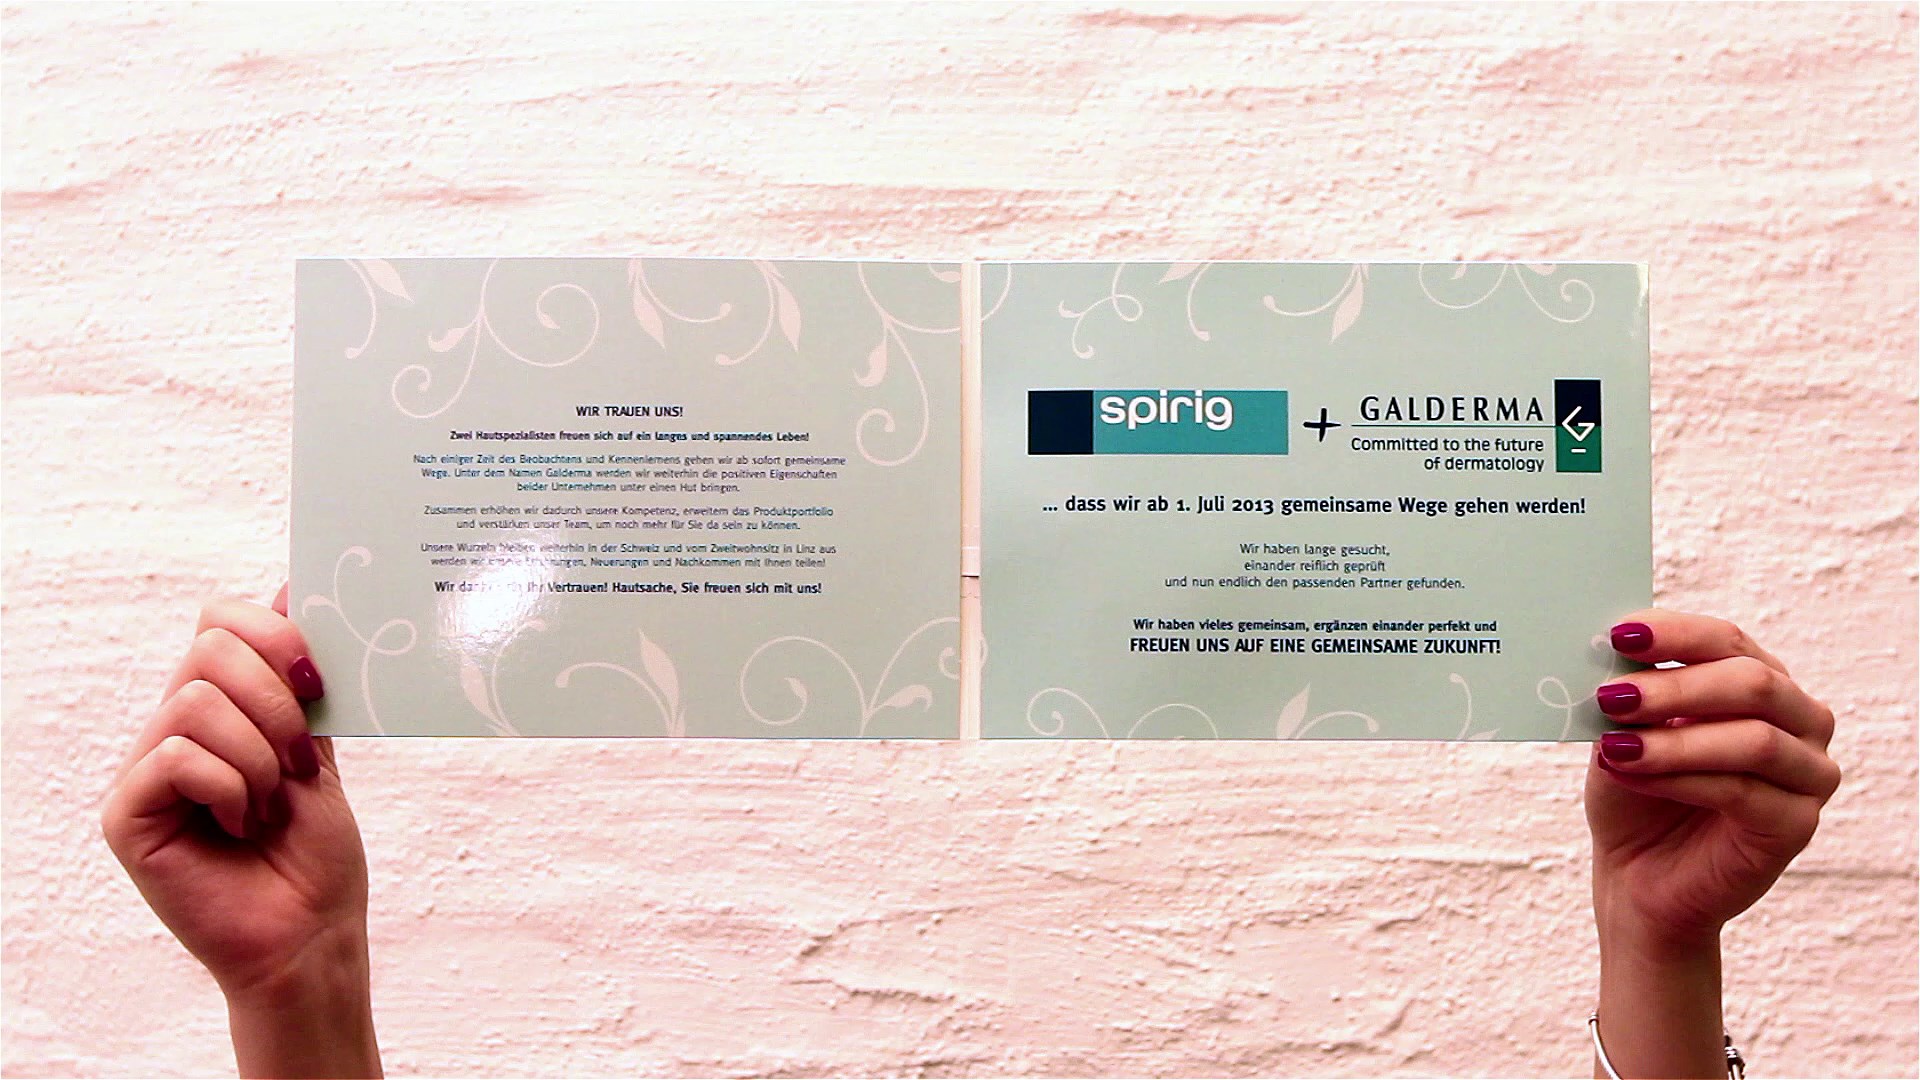 WIR TRAUEN UNS!
Zwei Hautspezialisten freuen sich auf ein langes und spannendes Leben!
Nach einiger Zeit des Beobachtens und Kennenlernens gehen wir ab sofort gemeinsame
Wege. Unter dem Namen Galderma werden wir weiterhin die positiven Eigenschaften
beider Unternehmen unter einen Hut bringen.
Zusammen erhöhen wir dadurch unsere Kompetenz, erweitern das Produktportfolio
und verstärken unser Team, um noch mehr für Sie da sein zu können.
Unsere Wurzeln bleiben weiterhin in der Schweiz und vom Zweitwohnsitz in Linz aus
werden wir Erfahrungen, Neuerungen und Nachkommen mit Ihnen teilen!
Wir Ihr Vertrauen! Hautsache, Sie freuen sich mit uns!
spirig + GALDERMA
Committed to the future
of dermatology
... dass wir ab 1. Juli 2013 gemeinsame Wege gehen werden!
Wir haben lange gesucht,
einander reiflich geprüft
und nun endlich den passenden Partner gefunden.
Wir haben vieles gemeinsam, ergänzen einander perfekt und
FREUEN UNS AUF EINE GEMEINSAME ZUKUNFT!